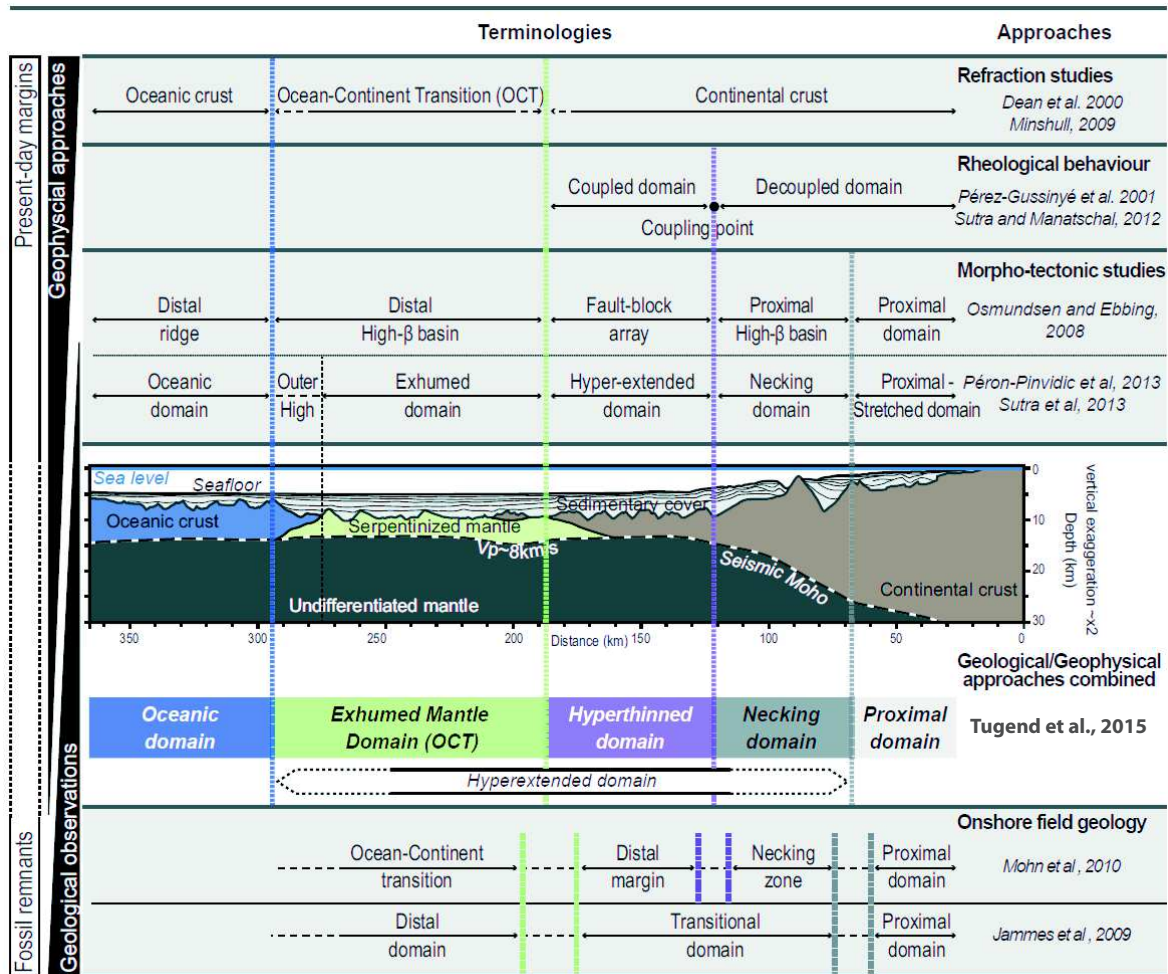 Terminologies
Approaches
Present-day margins
Geophyscial approaches
Refraction studies
Oceanic crust
Ocean-Continent Transition (OCT)
Continental crust
Dean et al. 2000
Minshull, 2009
Rheological behaviour
Coupled domain
Decoupled domain
Pérez-Gussinyé et al. 2001
Sutra and Manatschal, 2012
Coupling point
Morpho-tectonic studies
Distal
ridge
Distal
High-β basin
Fault-block
array
Proximal
High-β basin
Proximal
domain
Osmundsen and Ebbing,
2008
Oceanic
domain
Outer
High
Exhumed
domain
Hyper-extended
domain
Necking
domain
Proximal -
Stretched domain
Péron-Pinvidic et al, 2013
Sutra et al, 2013
Sea level
Seafloor
Sedimentary cover
Oceanic crust
Serpentinized mantle
Vp~8km/s
Seismic Moho
Continental crust
Undifferentiated mantle
0
10
20
30
Depth (km)
vertical exaggeration ~x2
350
300
250
200
Distance (km)
150
100
50
0
Geological/Geophysical
approaches combined
Oceanic
domain
Exhumed Mantle
Domain (OCT)
Hyperthinned
domain
Necking
domain
Proximal
domain
Tugend et al., 2015
Hyperextended domain
Fossil remnants
Geological observations
Onshore field geology
Ocean-Continent
transition
Distal
margin
Necking
zone
Proximal
domain
Mohn et al, 2010
Distal
domain
Transitional
domain
Proximal
domain
Jammes et al, 2009